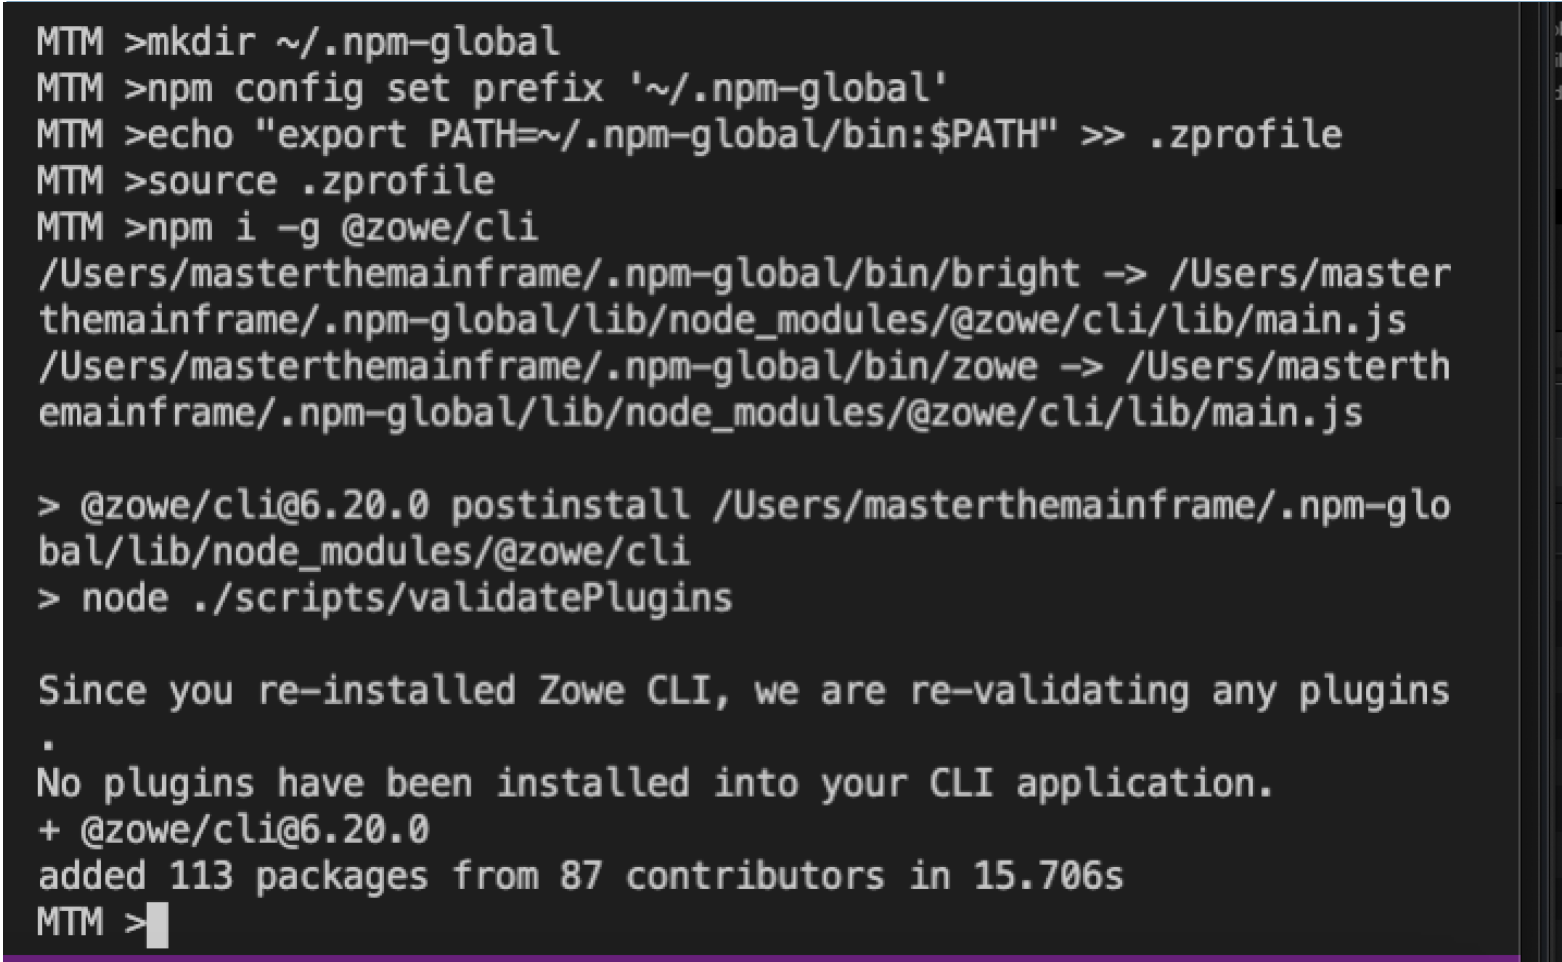 MTM >mkdir ~/.npm-global
MTM >npm config set prefix '~/.npm-global'
MTM >echo "export PATH=~/.npm-global/bin:$PATH" >> .zprofile
MTM >source .zprofile
MTM >npm i -g @zowe/cli
/Users/masterthemainframe/.npm-global/bin/bright -> /Users/master
themainframe/.npm-global/lib/node_modules/@zowe/cli/lib/main.js
/Users/masterthemainframe/.npm-global/bin/zowe -> /Users/masterth
emainframe/.npm-global/lib/node_modules/@zowe/cli/lib/main.js

> @zowe/cli@6.20.0 postinstall /Users/masterthemainframe/.npm-glo
bal/lib/node_modules/@zowe/cli
> node ./scripts/validatePlugins

Since you re-installed Zowe CLI, we are re-validating any plugins
.
No plugins have been installed into your CLI application.
+ @zowe/cli@6.20.0
added 113 packages from 87 contributors in 15.706s
MTM >